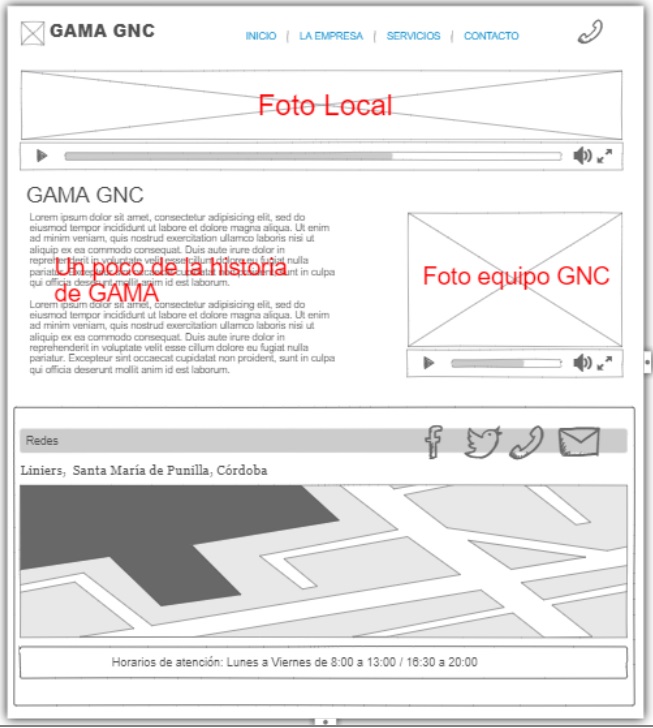 GAMA GNC
INICIO | LA EMPRESA | SERVICIOS | CONTACTO
Foto Local
GAMA GNC
Lorem ipsum dolor sit amet, consectetur adipisicing elit, sed do
eiusmod tempor incididunt ut labore et dolore magna aliqua. Ut enim
ad minim veniam, quis nostrud exercitation ullamco laboris nisi ut
aliquip ex ea commodo consequat. Duis aute irure dolor in
reprehenderit in voluptate velit esse cillum dolore eu fugiat nulla
pariatur. Excepteur sint occaecat cupidatat non proident, sunt in culpa
qui officia deserunt mollit anim id est laborum.
Un poco de la historia
de GAMA
Lorem ipsum dolor sit amet, consectetur adipisicing elit, sed do
eiusmod tempor incididunt ut labore et dolore magna aliqua. Ut enim
ad minim veniam, quis nostrud exercitation ullamco laboris nisi ut
aliquip ex ea commodo consequat. Duis aute irure dolor in
reprehenderit in voluptate velit esse cillum dolore eu fugiat nulla
pariatur. Excepteur sint occaecat cupidatat non proident, sunt in culpa
qui officia deserunt mollit anim id est laborum.
Foto equipo GNC
Redes
Liniers, Santa María de Punilla, Córdoba
Horarios de atención: Lunes a Viernes de 8:00 a 13:00 / 16:30 a 20:00